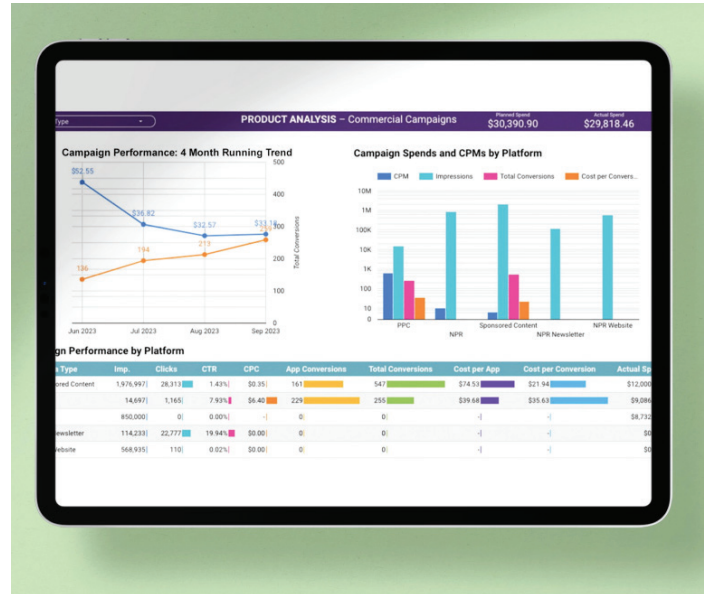 Type
PRODUCT ANALYSIS – Commercial Campaigns
Planned Spend
$30,390.90
Actual Spend
$29,818.46
Campaign Performance: 4 Month Running Trend
500
400
300
200
100
0
Total Conversions
$52.55
$36.82
$32.57
$33.18
136
194
213
Jun 2023
Jul 2023
Aug 2023
Sep 2023
Campaign Spends and CPMs by Platform
CPM
Impressions
Total Conversions
Cost per Convers..
10M
1M
100K
10K
1K
100
10
0
PPC
NPR
Sponsored Content
NPR Newsletter
NPR Website
gn Performance by Platform
s Type Imp. Clicks CTR CPC App Conversions Total Conversions Cost per App Cost per Conversion Actual Sp
ored Content 1,976,997 28,313 1.43% $0.35 161 547 $74.53 $21.94 $12,000
14,697 1,165 7.93% $6.40 229 255 $39.68 $35.63 $9,086
850,000 0 0.00% - 0 0 - - $8,732
ewsletter 114,233 22,777 19.94% $0.00 0 0 - - $0
ebsite 568,935 110 0.02% $0.00 0 0 - - $0